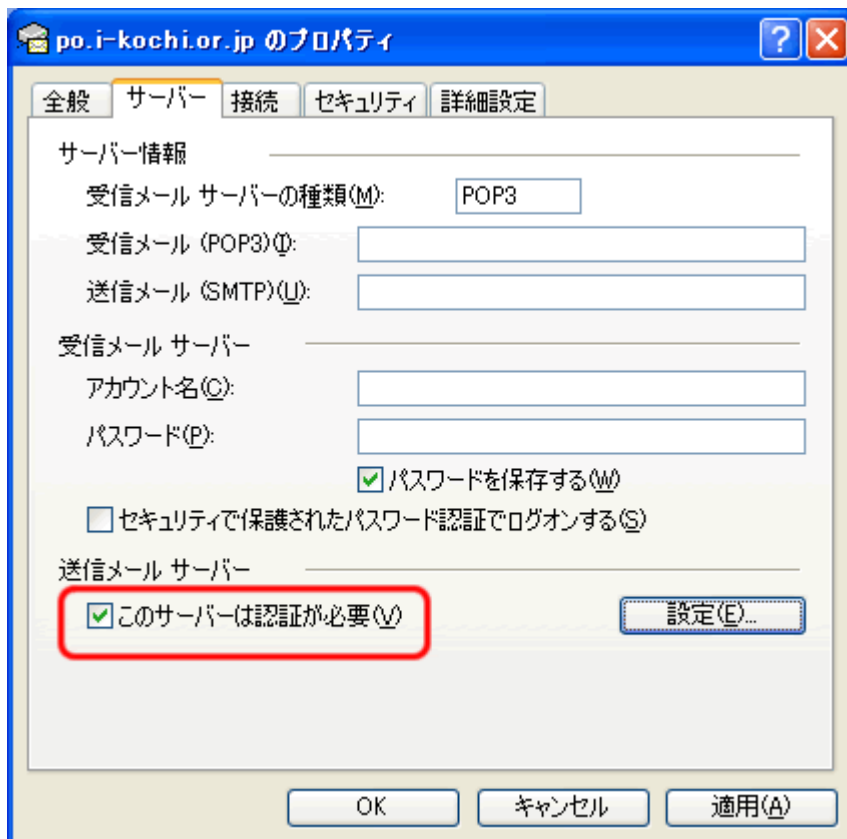 po.i-kochi.or.jp のプロパティ
全般 サーバー 接続 セキュリティ 詳細設定
サーバー情報
受信メール サーバーの種類(M): POP3
受信メール (POP3)(I):
送信メール (SMTP)(U):
受信メール サーバー
アカウント名(C):
パスワード(P):
パスワードを保存する(W)
セキュリティで保護されたパスワード認証でログオンする(S)
送信メール サーバー
このサーバーは認証が必要(V) 設定(E)...
OK キャンセル 適用(A)